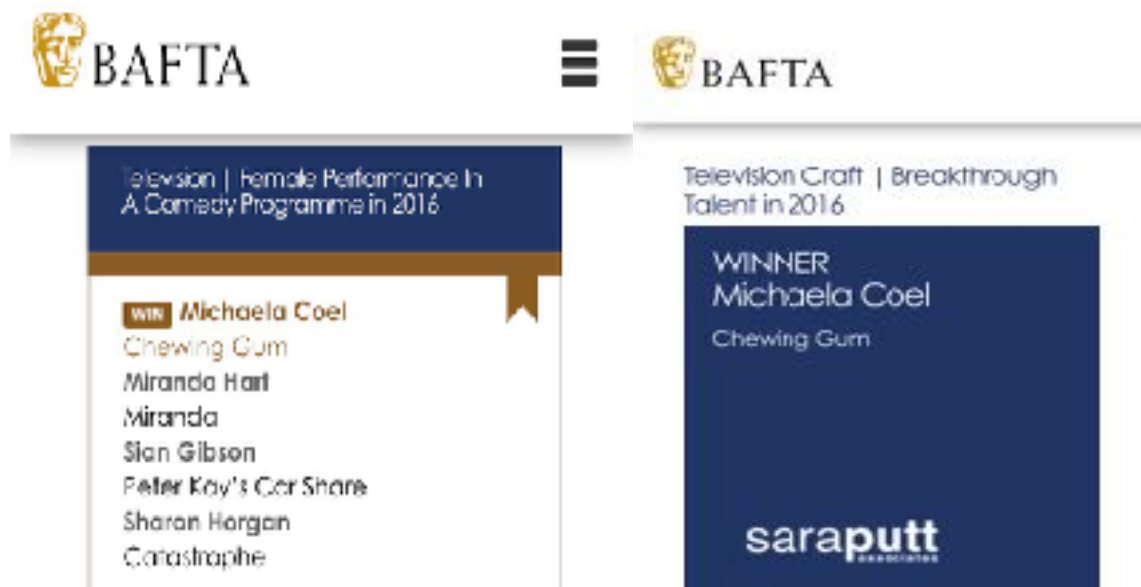 BAFTA
Television | Female Performance In
A Comedy Programme in 2016
WIN Michaela Coel
Chewing Gum
Miranda Hart
Miranda
Sian Gibson
Peter Kay's Car Share
Sharon Horgan
Catastrophe
BAFTA
Television Craft | Breakthrough
Talent in 2016
WINNER
Michaela Coel
Chewing Gum
saraputt
associates